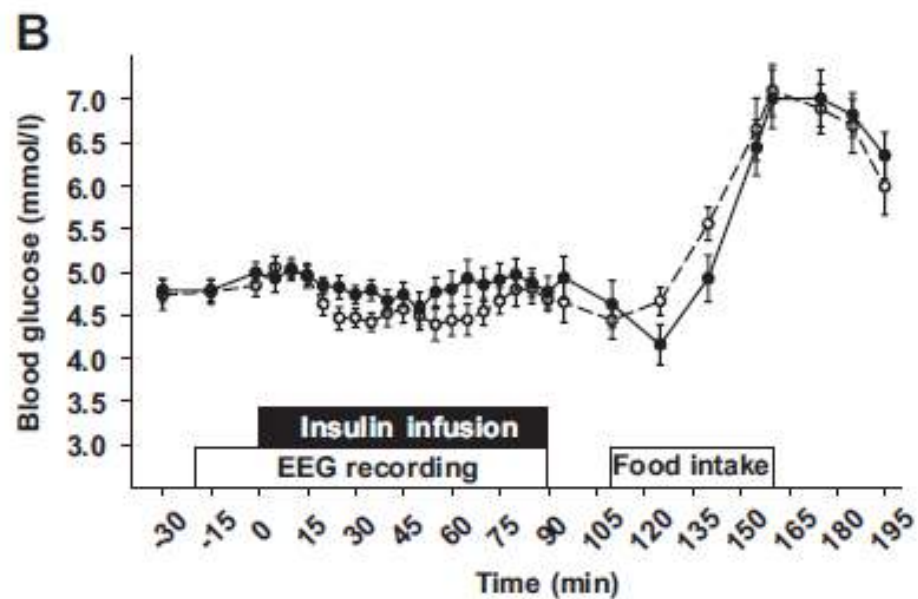 B
Blood glucose (mmol/l)
7.0
6.5
6.0
5.5
5.0
4.5
4.0
3.5
3.0
Insulin infusion
EEG recording
Food intake
-30 -15 0 15 30 45 60 75 90 105 120 135 165 180 195
Time (min)